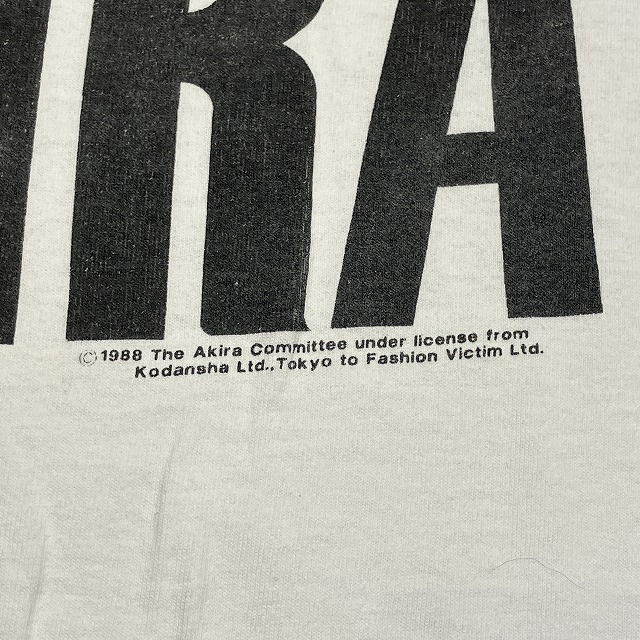 IRA
©1988 The Akira Committee under license from
Kodansha Ltd.,Tokyo to Fashion Victim Ltd.